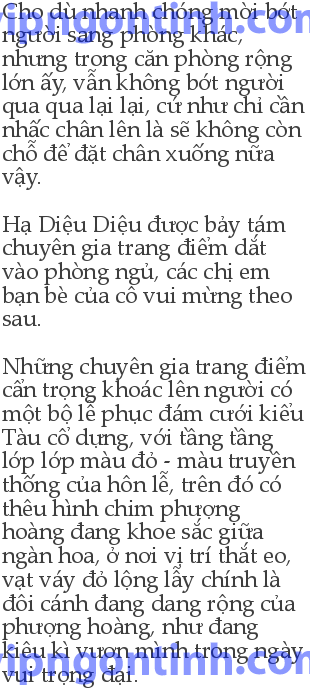 Cho dù nhanh chóng mời bớt
người sang phòng khác,
nhưng trong căn phòng rộng
lớn ấy, vẫn không bớt người
qua qua lại lại, cứ như chỉ cần
nhấc chân lên là sẽ không còn
chỗ để đặt chân xuống nữa
vậy.
Hạ Diệu Diệu được bảy tám
chuyên gia trang điểm dắt
vào phòng ngủ, các chị em
bạn bè của cô vui mừng theo
sau.
Những chuyên gia trang điểm
cẩn trọng khoác lên người cô
một bộ lễ phục đám cưới kiểu
Tàu cổ dựng, với tầng tầng
lớp lớp màu đỏ - màu truyền
thống của hôn lễ, trên đó có
thêu hình chim phượng
hoàng đang khoe sắc giữa
ngàn hoa, ở nơi vị trí thắt eo,
vạt váy đỏ lộng lẫy chính là
đôi cánh đang dang rộng của
phượng hoàng, như đang
kiêu kì vươn mình trong ngày
vui trọng đại.
vipngontinh.com
vipngontinh.com